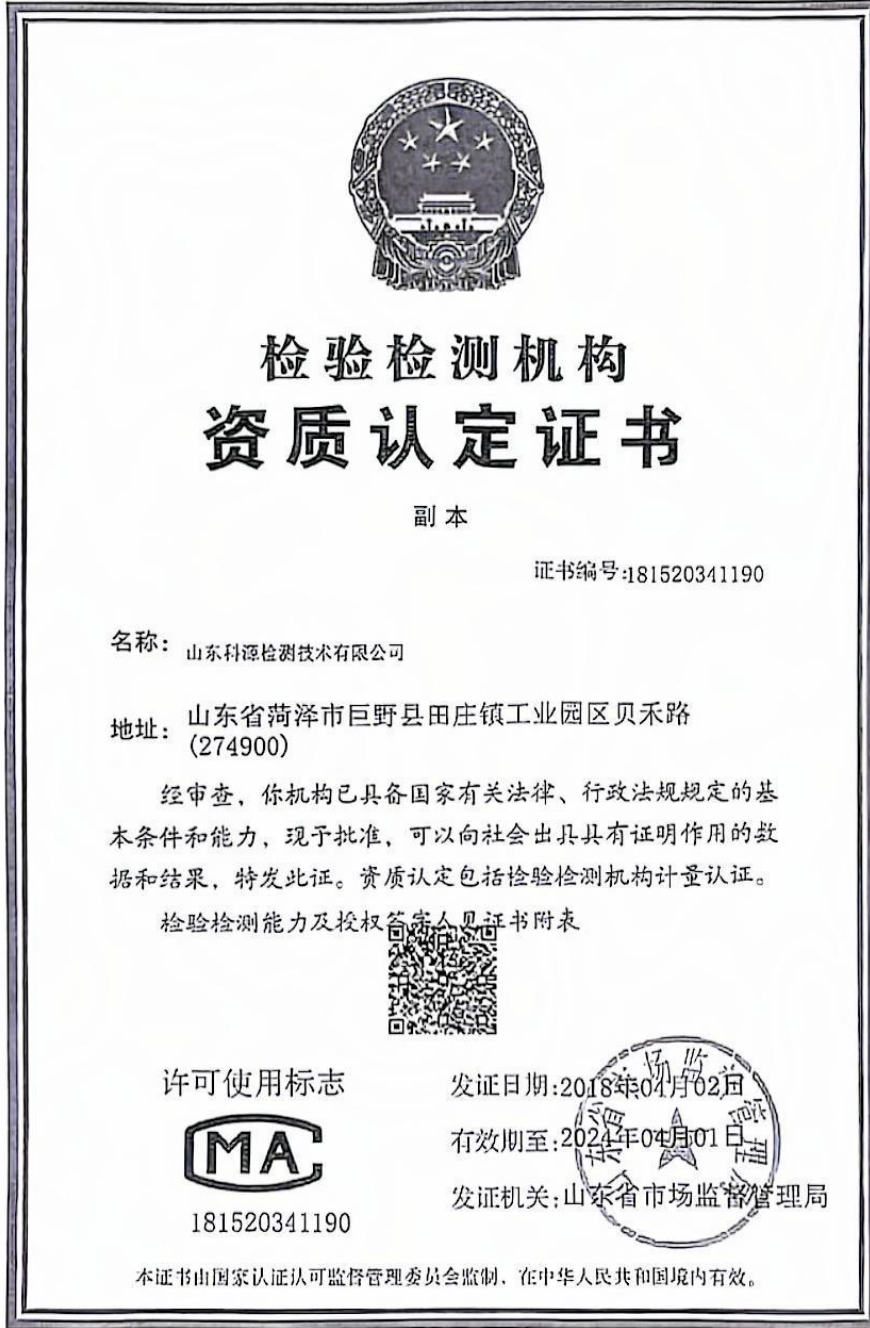 检验检测机构
资质认定证书
副本
证书编号:181520341190
名称: 山东科源检测技术有限公司
地址: 山东省菏泽市巨野县田庄镇工业园区贝禾路
(274900)
经审查，你机构已具备国家有关法律、行政法规规定的基
本条件和能力，现予批准，可以向社会出具具有证明作用的数
据和结果，特发此证。资质认定包括检验检测机构计量认证。
检验检测能力及授权签字人见证书附表
许可使用标志
MA
181520341190
发证日期:2018年04月02日
有效期至:2024年04月01日
发证机关:山东省市场监督管理局
山东省市场监督管理局
本证书由国家认证认可监督管理委员会监制，在中华人民共和国境内有效。